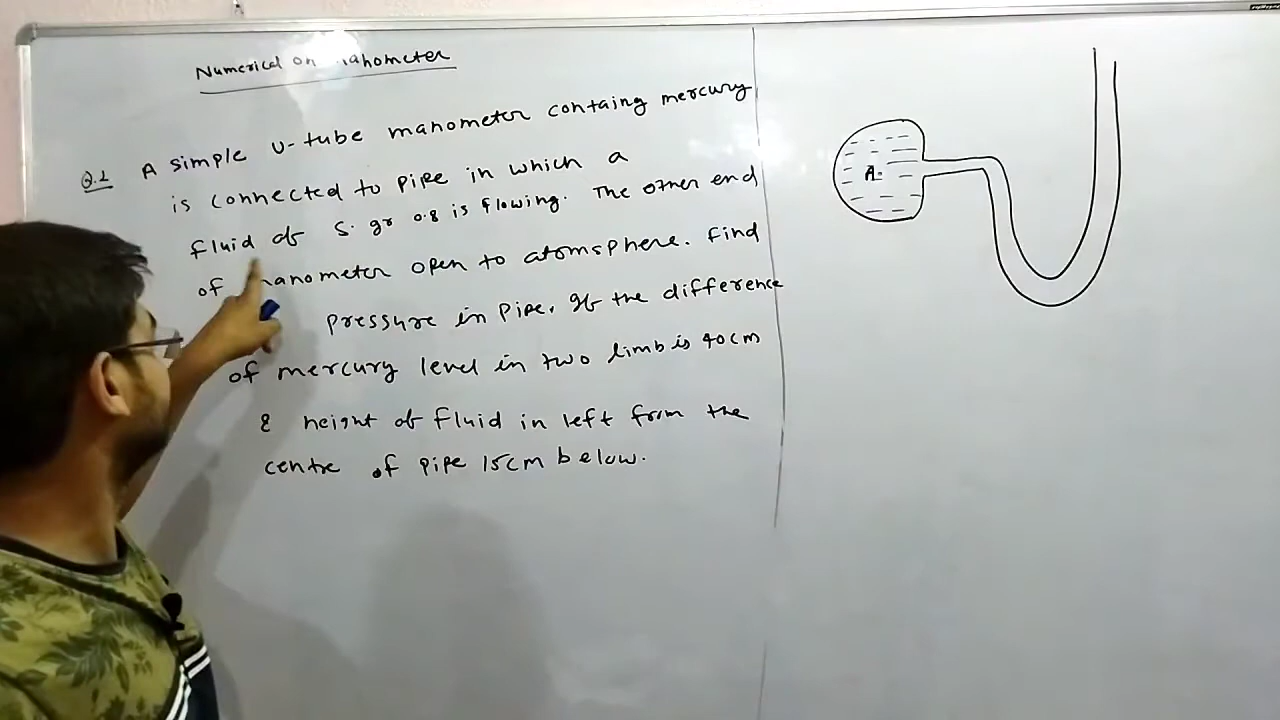 Numerical on
Q.1 A simple U-tube manometer containg mercury
is connected to pipe in which a
fluid of S. gr 0.8 is flowing. The other end
of manometer open to atomsphere. Find
pressure in pipe. If the difference
of mercury level in two limb is 40cm
& height of fluid in left from the
centre of pipe 15cm below.
A.